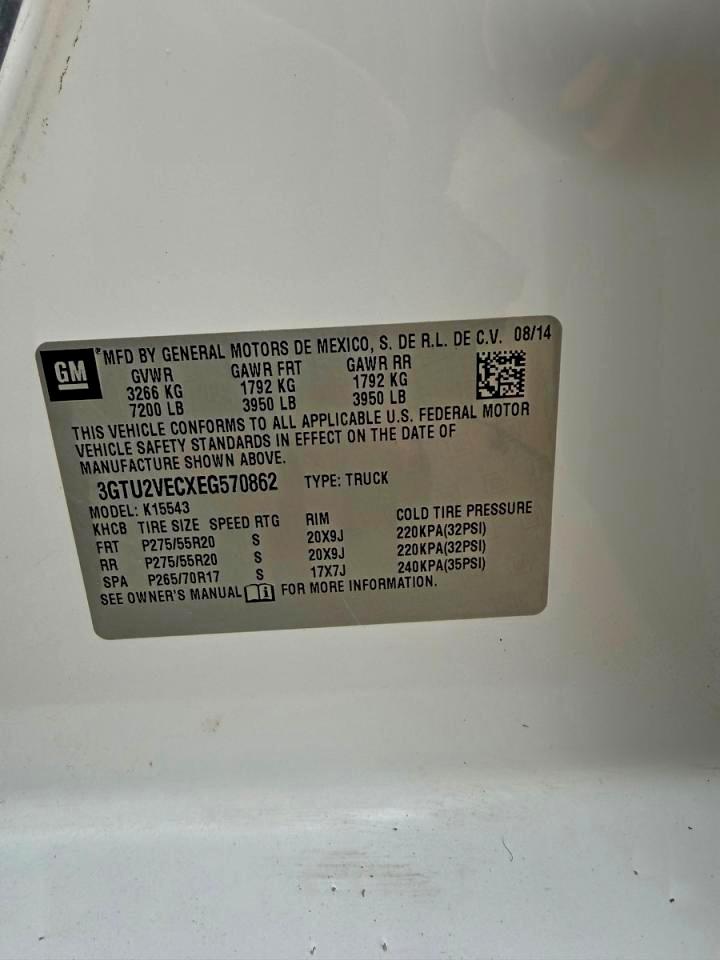 GM
MFD BY GENERAL MOTORS DE MEXICO, S. DE R.L. DE C.V. 08/14
GVWR GAWR FRT GAWR RR
3266 KG 1792 KG 1792 KG
7200 LB 3950 LB 3950 LB
THIS VEHICLE CONFORMS TO ALL APPLICABLE U.S. FEDERAL MOTOR
VEHICLE SAFETY STANDARDS IN EFFECT ON THE DATE OF
MANUFACTURE SHOWN ABOVE.
3GTU2VECXEG570862 TYPE: TRUCK
MODEL: K15543
KHCB TIRE SIZE SPEED RTG RIM COLD TIRE PRESSURE
FRT P275/55R20 S 20X9J 220KPA(32PSI)
RR P275/55R20 S 20X9J 220KPA(32PSI)
SPA P265/70R17 S 17X7J 240KPA(35PSI)
SEE OWNER'S MANUAL i FOR MORE INFORMATION.